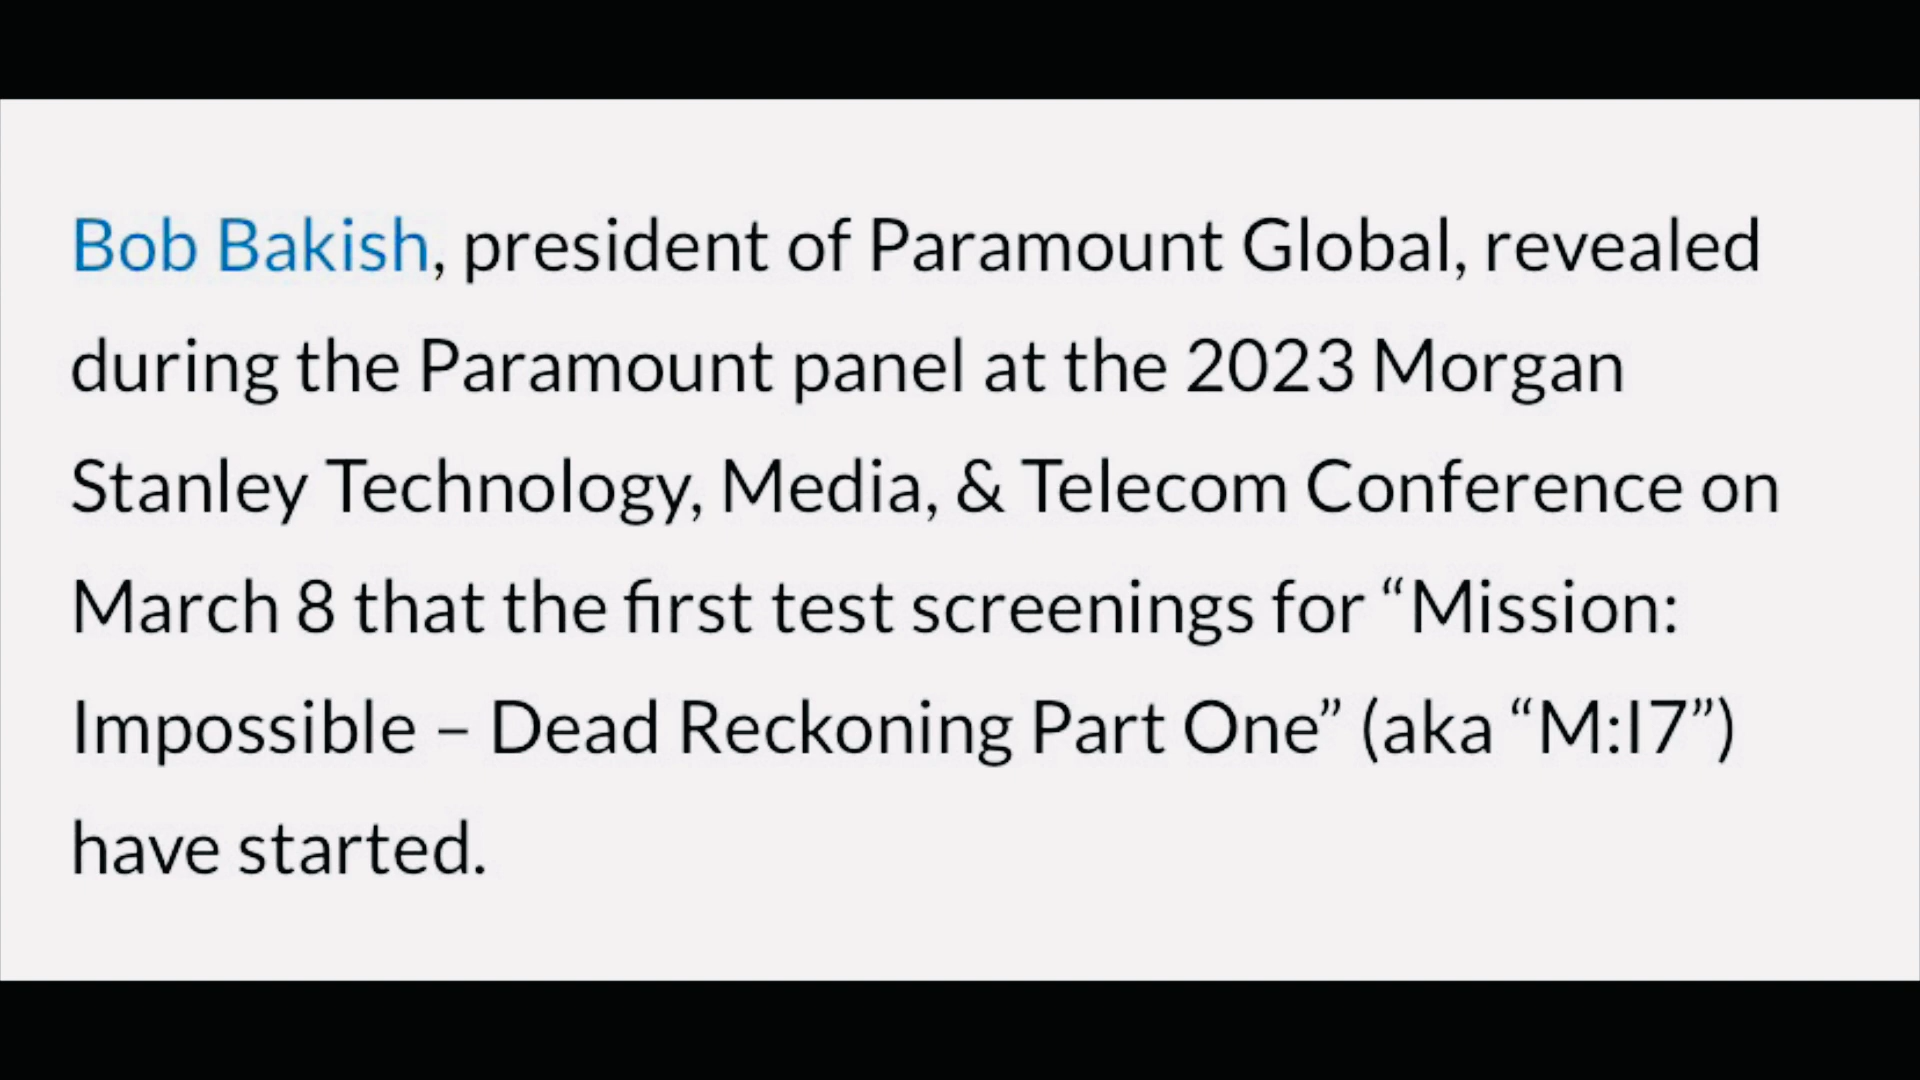 Bob Bakish, president of Paramount Global, revealed
during the Paramount panel at the 2023 Morgan
Stanley Technology, Media, & Telecom Conference on
March 8 that the first test screenings for “Mission:
Impossible – Dead Reckoning Part One” (aka “M:I7”)
have started.